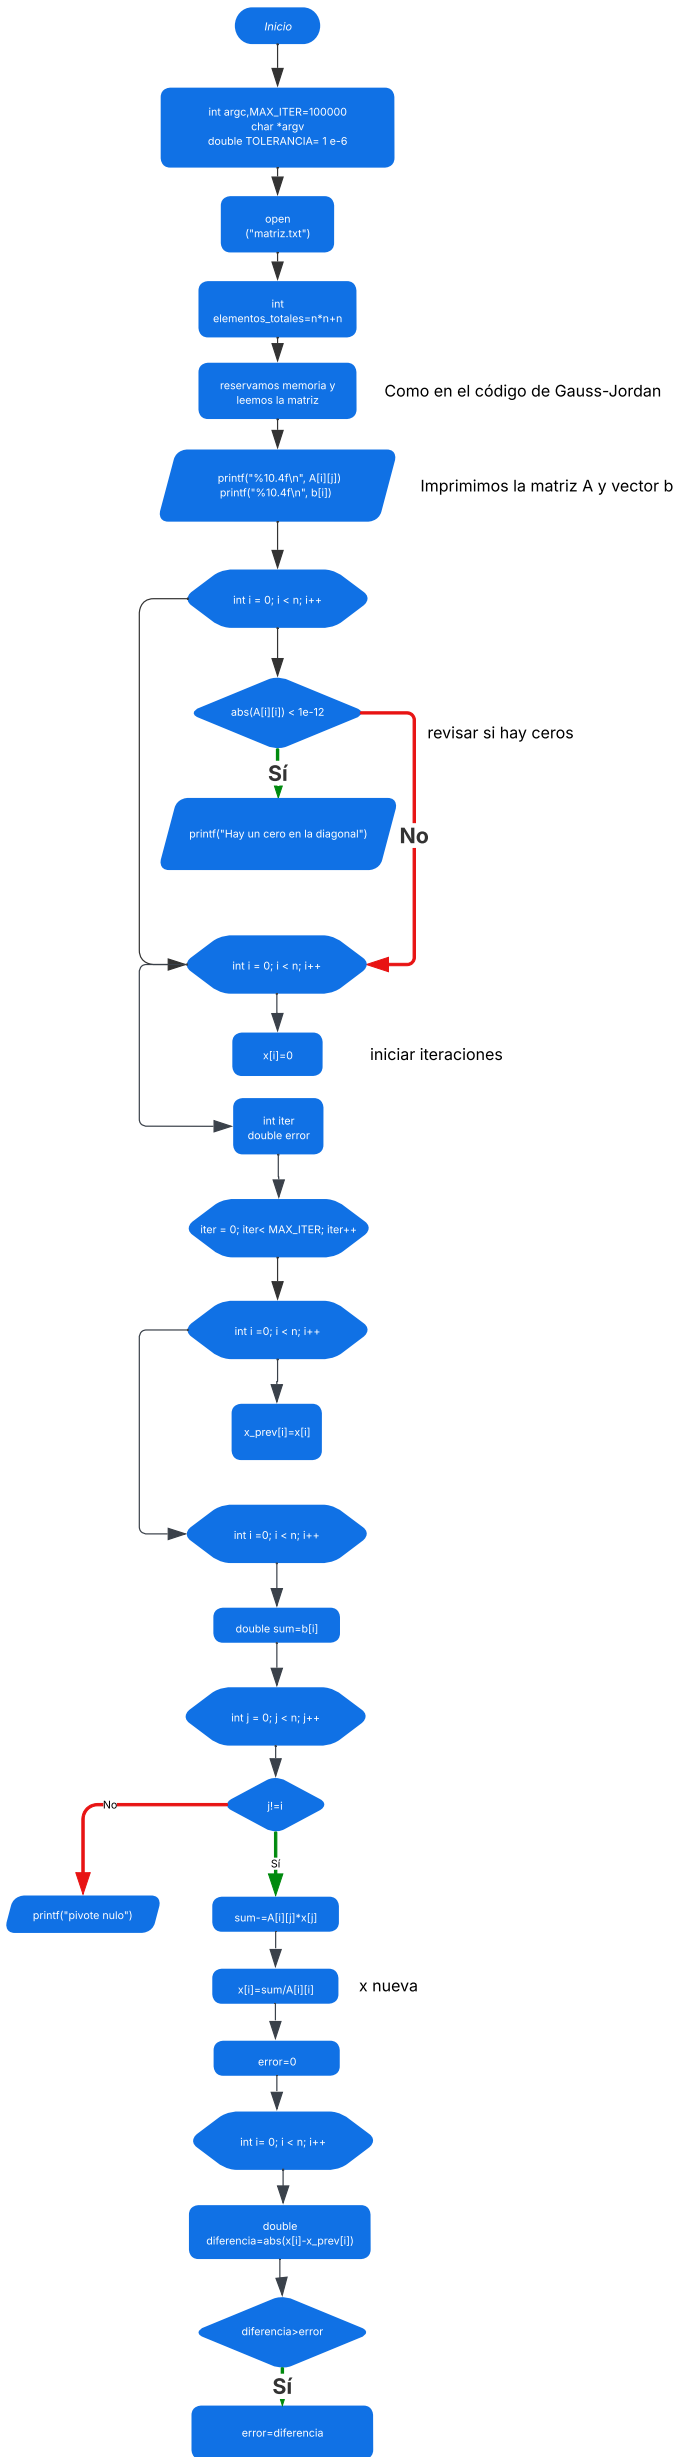 Inicio
int argc,MAX_ITER=100000
char *argv
double TOLERANCIA= 1 e-6
open
("matriz.txt")
int
elementos_totales=n*n+n
reservamos memoria y
leemos la matriz
Como en el código de Gauss-Jordan
printf("%10.4f\n", A[i][j])
printf("%10.4f\n", b[i])
Imprimimos la matriz A y vector b
int i = 0; i < n; i++
abs(A[i][i]) < 1e-12
revisar si hay ceros
Sí
printf("Hay un cero en la diagonal")
No
int i = 0; i < n; i++
x[i]=0
iniciar iteraciones
int iter
double error
iter = 0; iter< MAX_ITER; iter++
int i =0; i < n; i++
x_prev[i]=x[i]
int i =0; i < n; i++
double sum=b[i]
int j = 0; j < n; j++
j!=i
No
Sí
printf("pivote nulo")
sum-=A[i][j]*x[j]
x[i]=sum/A[i][i]
x nueva
error=0
int i= 0; i < n; i++
double
diferencia=abs(x[i]-x_prev[i])
diferencia>error
Sí
error=diferencia